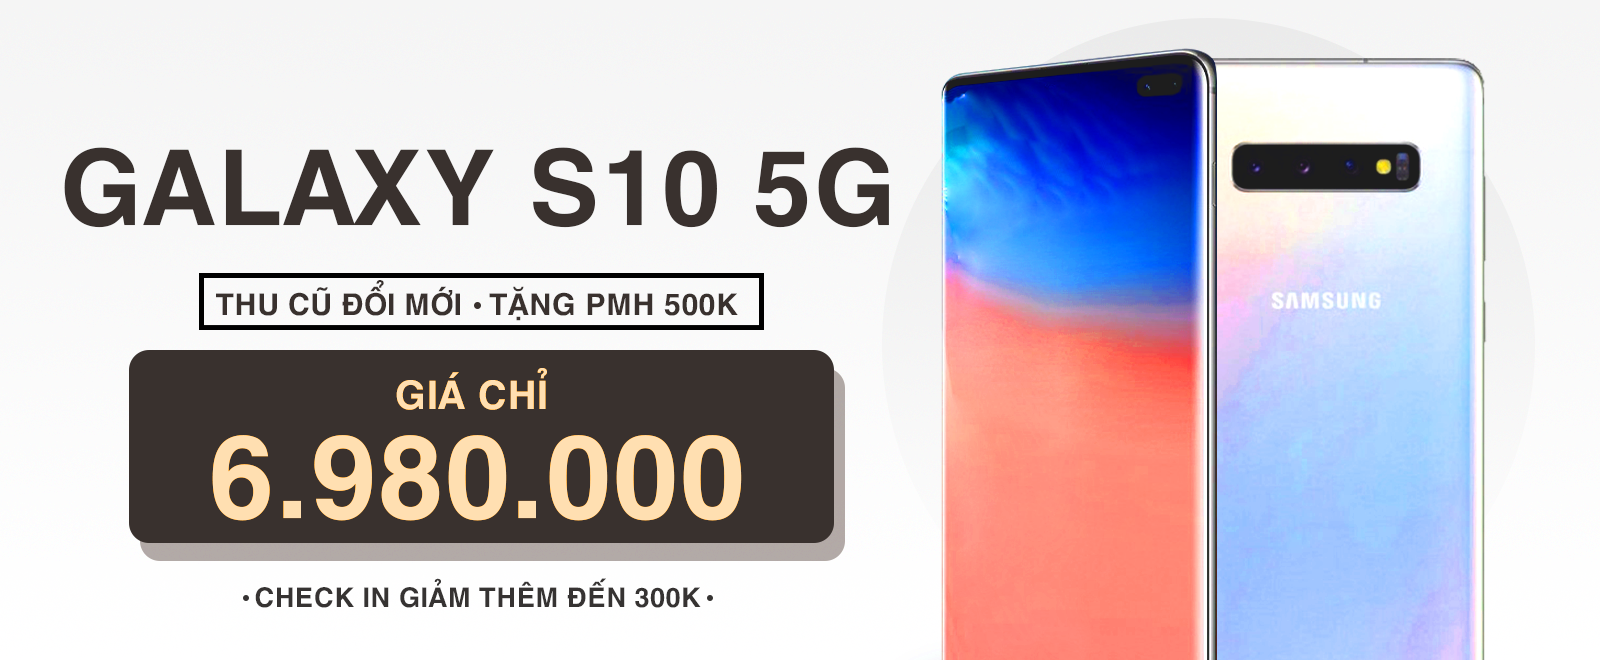 GALAXY S10 5G
THU CŨ ĐỔI MỚI • TẶNG PMH 500K
GIÁ CHỈ
6.980.000
• CHECK IN GIẢM THÊM ĐẾN 300K •
SAMSUNG